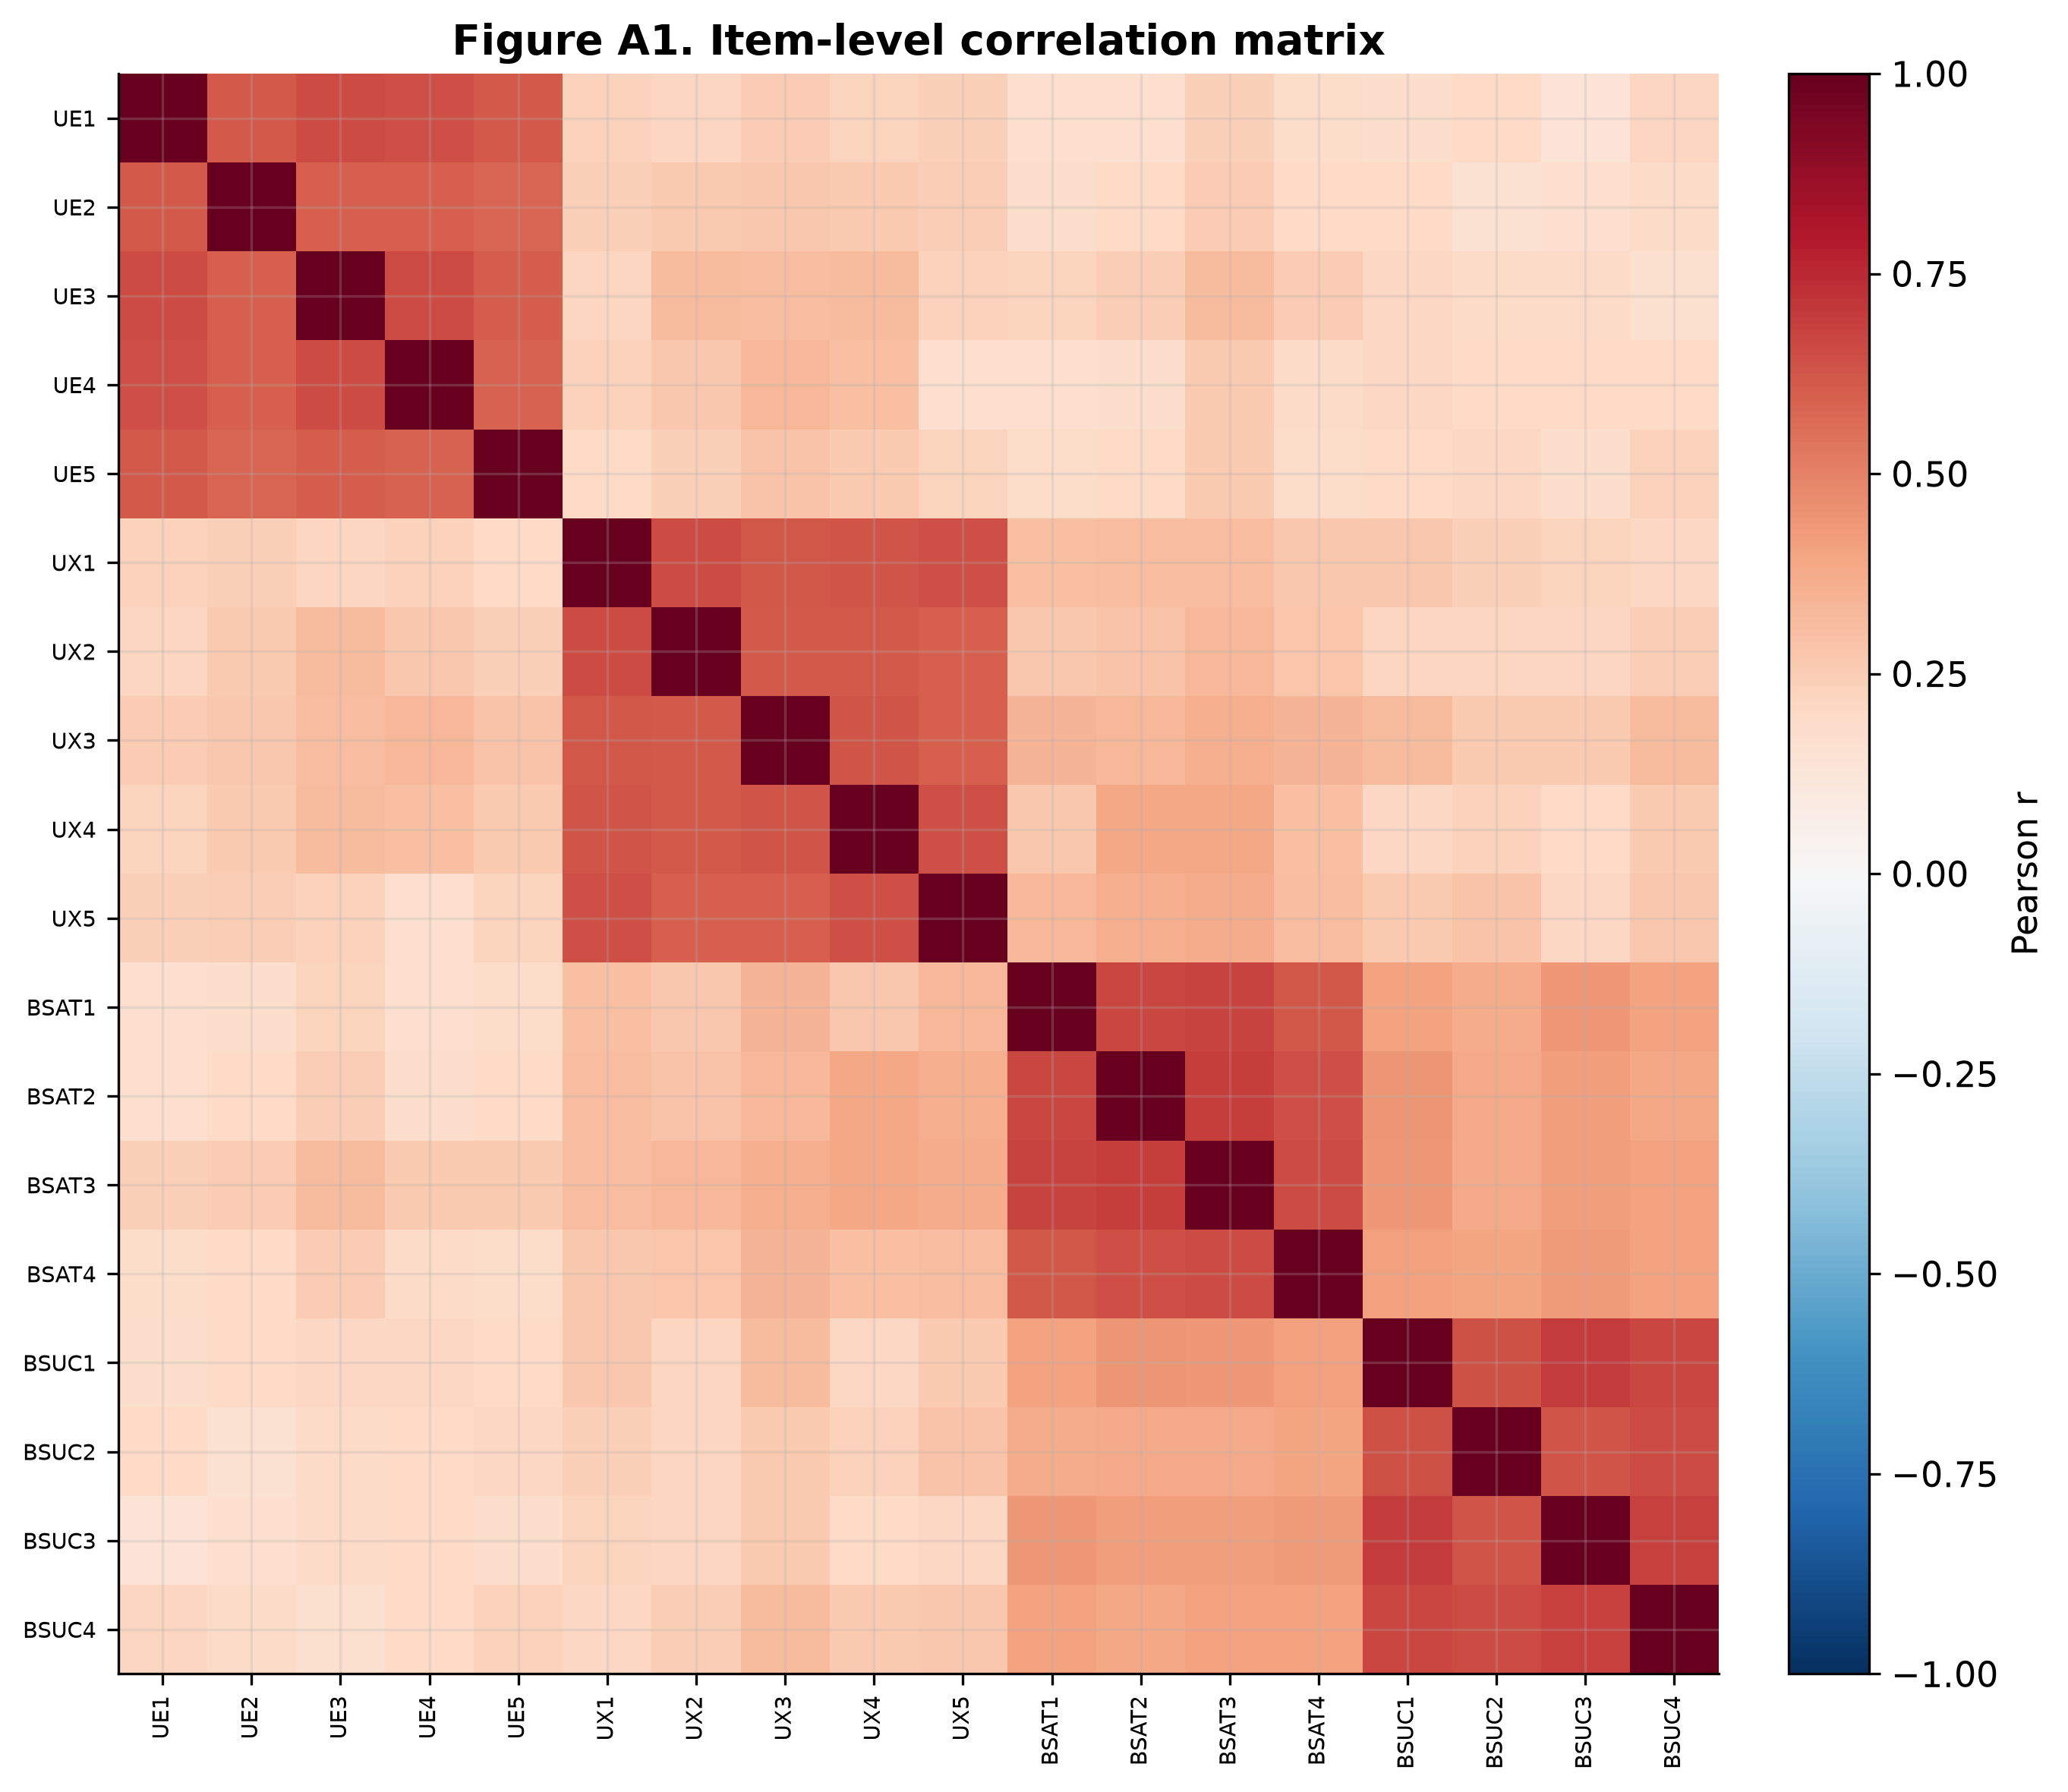 Figure A1. Item-level correlation matrix
UE1
UE2
UE3
UE4
UE5
UX1
UX2
UX3
UX4
UX5
BSAT1
BSAT2
BSAT3
BSAT4
BSUC1
BSUC2
BSUC3
BSUC4
UE1 UE2 UE3 UE4 UE5 UX1 UX2 UX3 UX4 UX5 BSAT1 BSAT2 BSAT3 BSAT4 BSUC1 BSUC2 BSUC3 BSUC4
1.00
0.75
0.50
0.25
0.00
−0.25
−0.50
−0.75
−1.00
Pearson r